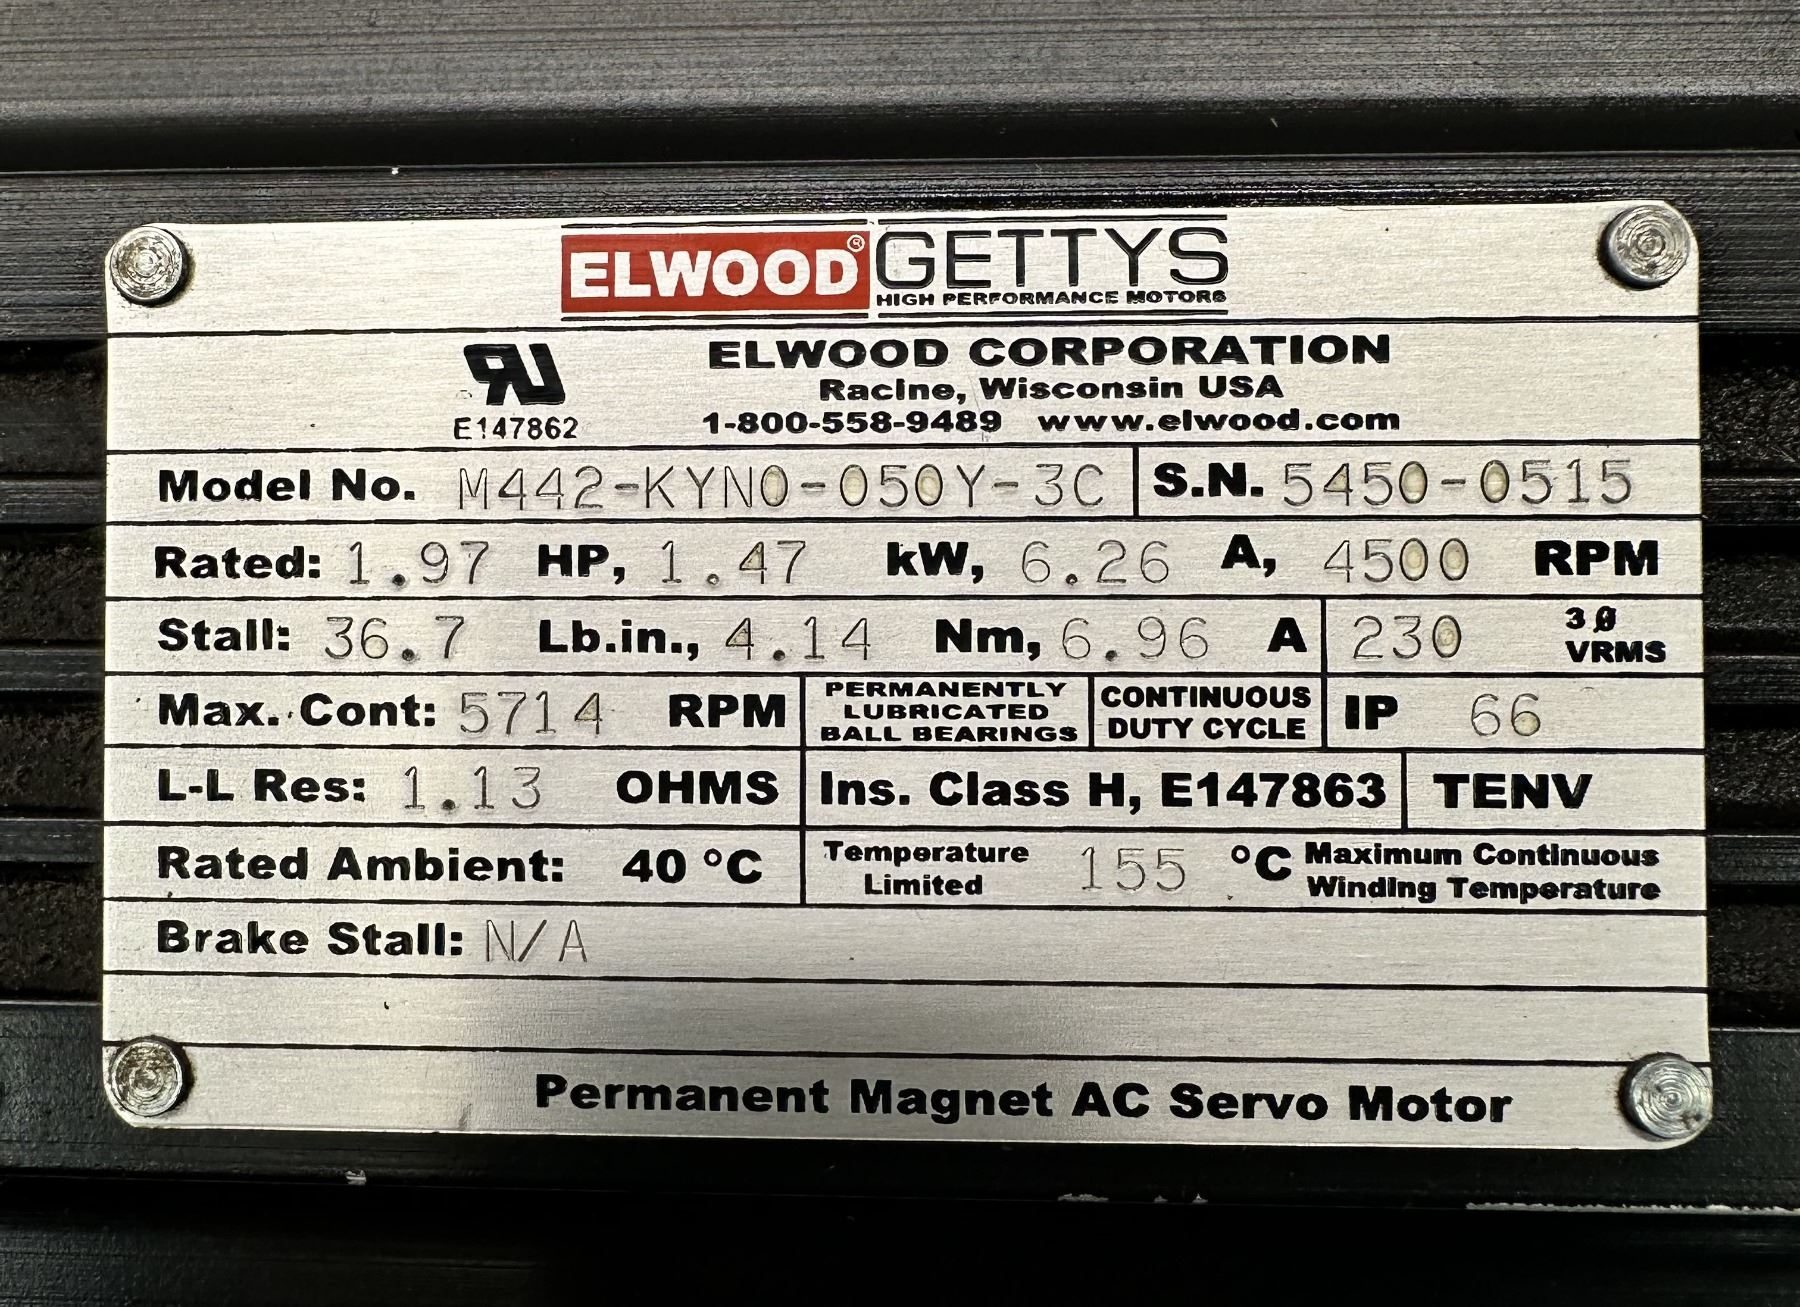 ELWOOD® GETTYS
HIGH PERFORMANCE MOTORS
RU
E147862
ELWOOD CORPORATION
Racine, Wisconsin USA
1-800-558-9489 www.elwood.com
Model No. M442-KYN0-050Y-3C S.N. 5450-0515
Rated: 1.97 HP, 1.47 kW, 6.26 A, 4500 RPM
Stall: 36.7 Lb.in., 4.14 Nm, 6.96 A 230 3Ø VRMS
Max. Cont: 5714 RPM
PERMANENTLY
LUBRICATED
BALL BEARINGS
CONTINUOUS
DUTY CYCLE
IP 66
L-L Res: 1.13 OHMS Ins. Class H, E147863 TENV
Rated Ambient: 40 °C
Temperature
Limited
155 °C
Maximum Continuous
Winding Temperature
Brake Stall: N/A
Permanent Magnet AC Servo Motor